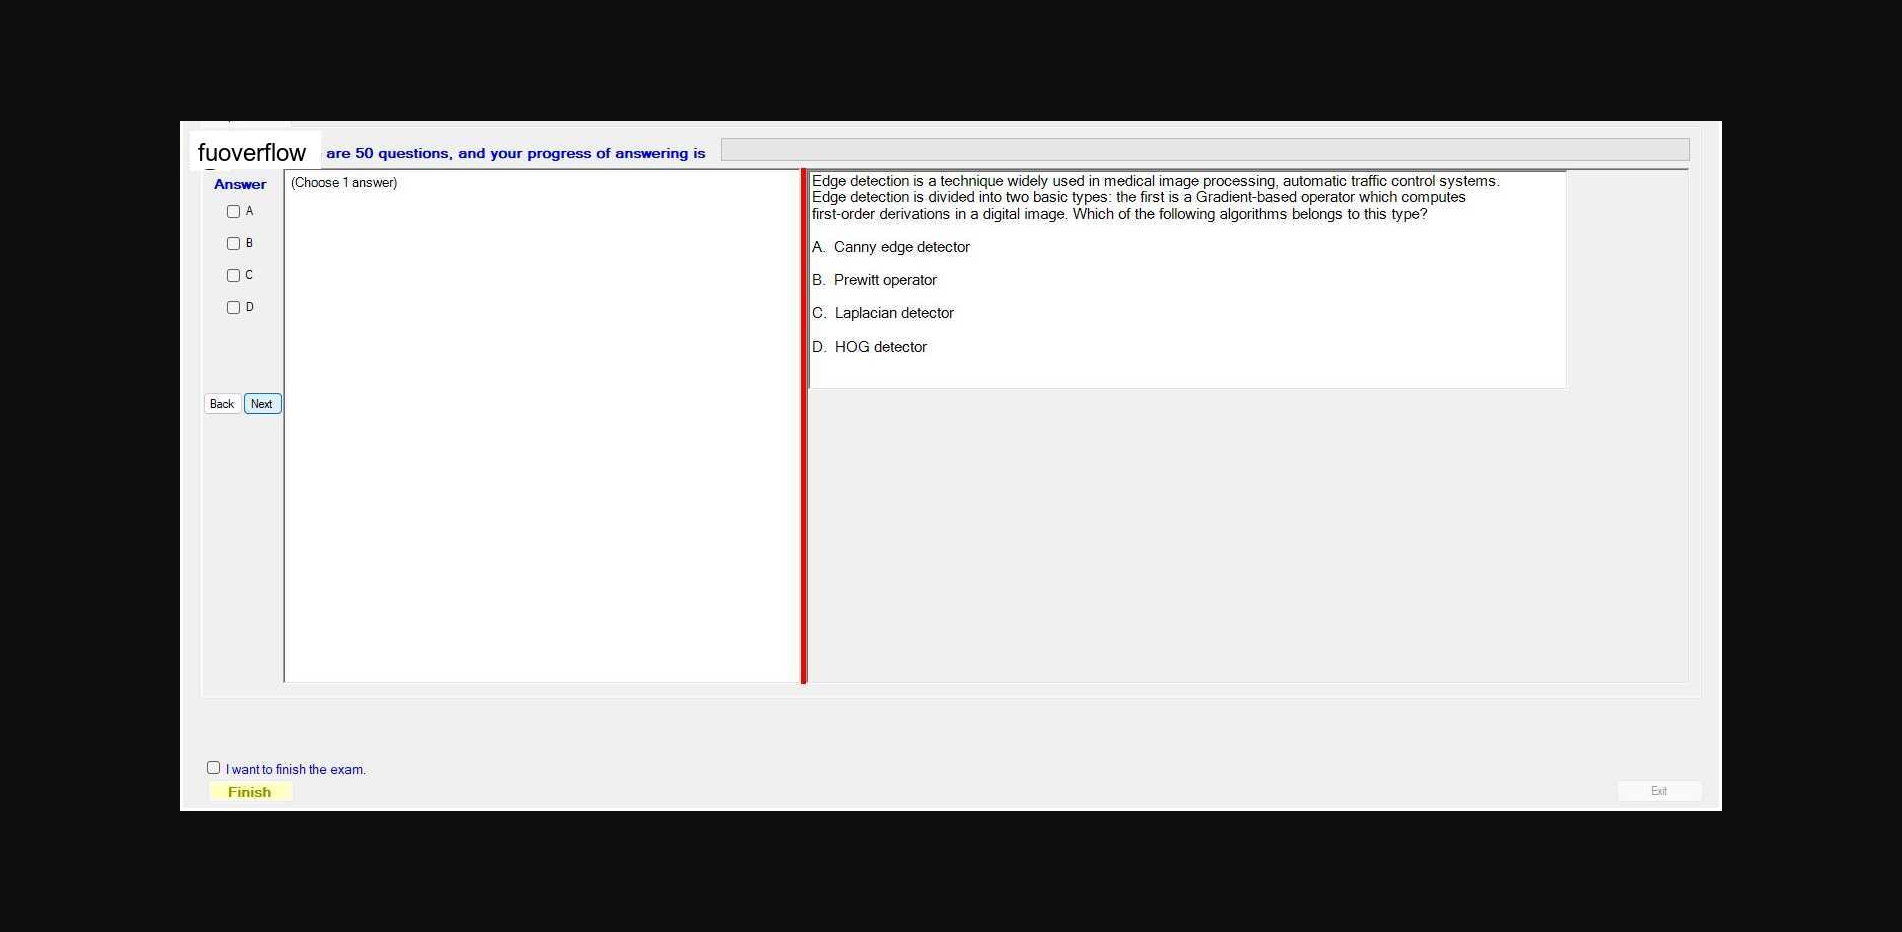 fuoverflow are 50 questions, and your progress of answering is
Answer
A
B
C
D
Back Next
(Choose 1 answer)
Edge detection is a technique widely used in medical image processing, automatic traffic control systems.
Edge detection is divided into two basic types: the first is a Gradient-based operator which computes
first-order derivations in a digital image. Which of the following algorithms belongs to this type?
A. Canny edge detector
B. Prewitt operator
C. Laplacian detector
D. HOG detector
I want to finish the exam.
Finish
Exit